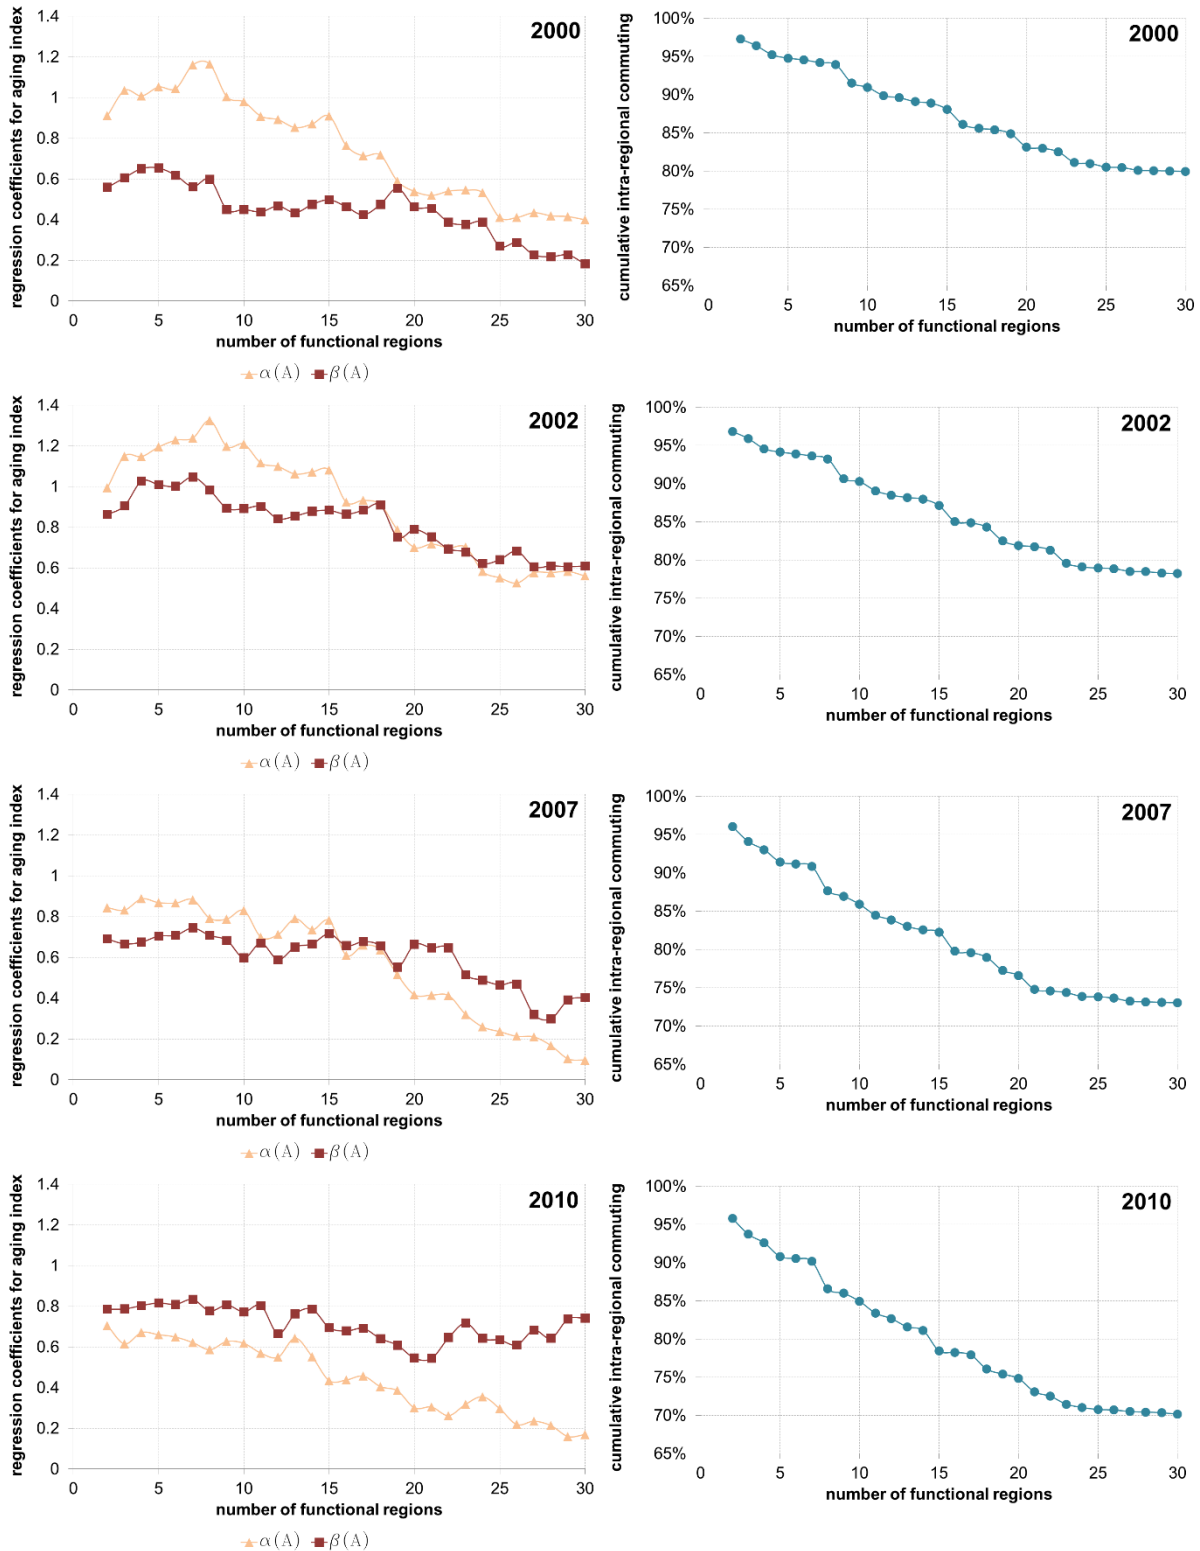 regression coefficients for aging index
1.4
1.2
1
0.8
0.6
0.4
0.2
0
2000
0 5 10 15 20 25 30
number of functional regions
α(A) β(A)
cumulative intra-regional commuting
100%
95%
90%
85%
80%
75%
70%
65%
2000
0 5 10 15 20 25 30
number of functional regions
regression coefficients for aging index
1.4
1.2
1
0.8
0.6
0.4
0.2
0
2002
0 5 10 15 20 25 30
number of functional regions
α(A) β(A)
cumulative intra-regional commuting
100%
95%
90%
85%
80%
75%
70%
65%
2002
0 5 10 15 20 25 30
number of functional regions
regression coefficients for aging index
1.4
1.2
1
0.8
0.6
0.4
0.2
0
2007
0 5 10 15 20 25 30
number of functional regions
α(A) β(A)
cumulative intra-regional commuting
100%
95%
90%
85%
80%
75%
70%
65%
2007
0 5 10 15 20 25 30
number of functional regions
regression coefficients for aging index
1.4
1.2
1
0.8
0.6
0.4
0.2
0
2010
0 5 10 15 20 25 30
number of functional regions
α(A) β(A)
cumulative intra-regional commuting
100%
95%
90%
85%
80%
75%
70%
65%
2010
0 5 10 15 20 25 30
number of functional regions